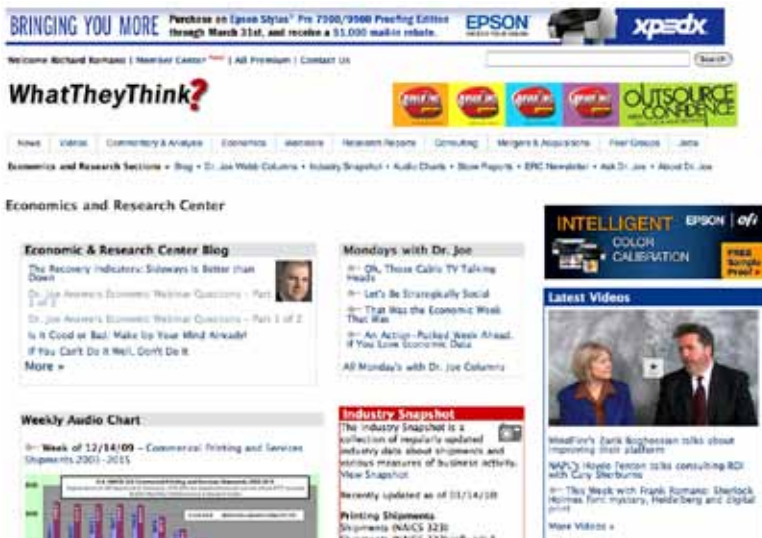 BRINGING YOU MORE
Purchase an Epson Stylus® Pro 7900/9900 Proofing Edition
through March 31st, and receive a $1,000 mail-in rebate.
EPSON
xpedx
Welcome Richard Romano | Member Center | All Premium | Contact Us
Search
WhatTheyThink?
OUTSOURCE
CONFIDENCE
News Videos Commentary & Analysis Economics Webinars Research Reports Consulting Mergers & Acquisitions Peer Groups Jobs
Economics and Research Sections • Blog • Dr. Joe Webb Columns • Industry Snapshot • Audio Charts • Store Reports • ERC Newsletter • Ask Dr. Joe • About Dr. Joe
Economics and Research Center
Economic & Research Center Blog
The Recovery Indicators: Sideways Is Better than
Down
Dr. Joe Answers Economic Webinar Questions – Part
2 of 2
Dr. Joe Answers Economic Webinar Questions – Part 1 of 2
Is It Good or Bad? Make Up Your Mind Already!
If You Can't Do It Well, Don't Do It
More »
Mondays with Dr. Joe
Oh, Those Cable TV Talking
Heads
Let's Be Strategically Social
That Was the Economic Week
That Was
An Action-Packed Week Ahead,
If You Love Economic Data
All Monday's with Dr. Joe Columns
INTELLIGENT
COLOR
CALIBRATION
EPSON efi
FREE
Sample
Proof »
Latest Videos
MindFire's Zarik Boghossian talks about
improving their platform
NAPL's Howie Fenton talks consulting ROI
with Cary Sherburne
This Week with Frank Romano: Sherlock
Holmes font mystery, Heidelberg and digital
print
More Videos »
Weekly Audio Chart
Week of 12/14/09 – Commercial Printing and Services
Shipments 2003-2015
Industry Snapshot
The Industry Snapshot is a
collection of regularly updated
industry data about shipments and
various measures of business activity.
View Snapshot
Recently updated as of 01/14/10:
Printing Shipments
Shipments (NAICS 323)